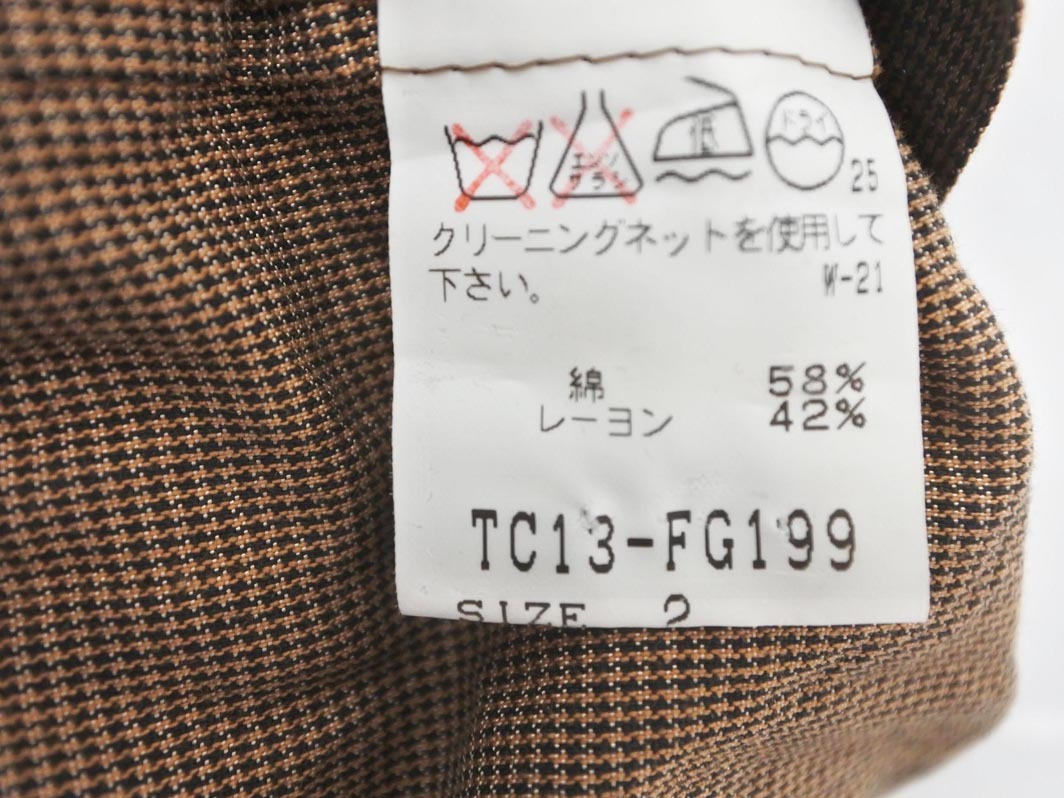 エンソ
サラシ
低
ドライ
25
クリーニングネットを使用して
下さい。
W-21
綿 58%
レーヨン 42%
TC13-FG199
SIZE 2